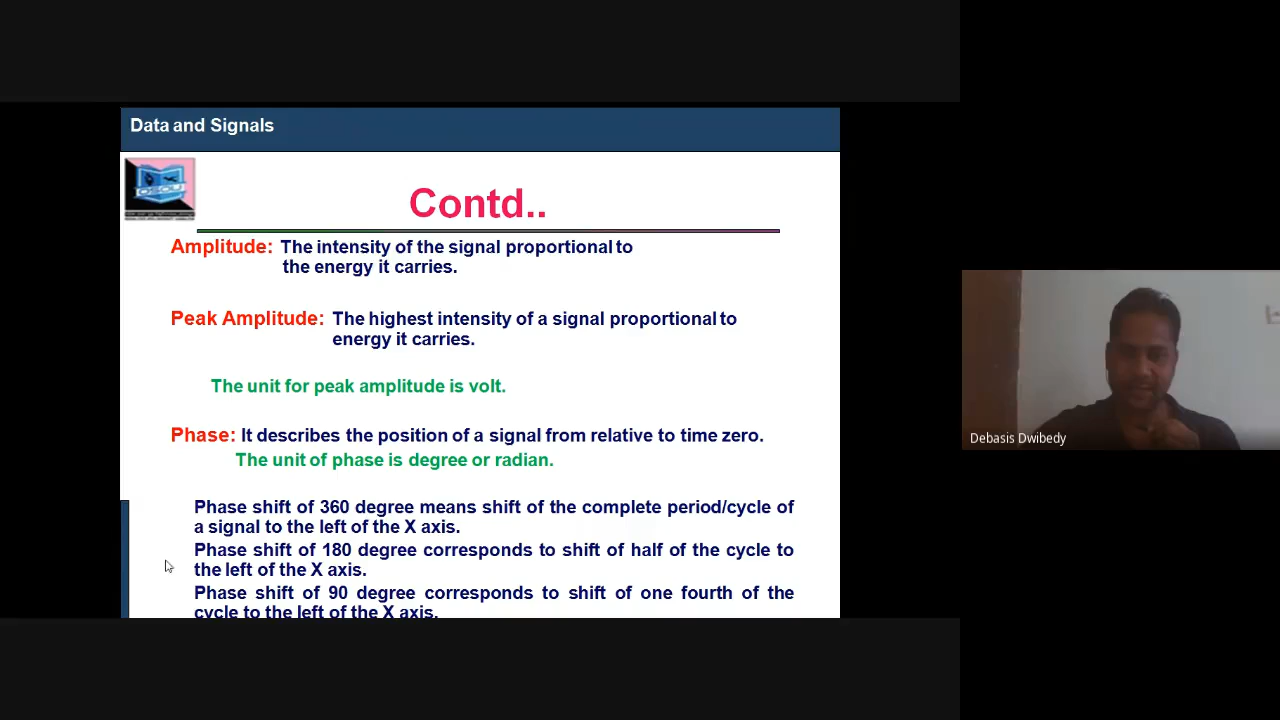 Data and Signals
OSOU
Contd..
Amplitude: The intensity of the signal proportional to
the energy it carries.
Peak Amplitude: The highest intensity of a signal proportional to
energy it carries.
The unit for peak amplitude is volt.
Phase: It describes the position of a signal from relative to time zero.
The unit of phase is degree or radian.
Phase shift of 360 degree means shift of the complete period/cycle of
a signal to the left of the X axis.
Phase shift of 180 degree corresponds to shift of half of the cycle to
the left of the X axis.
Phase shift of 90 degree corresponds to shift of one fourth of the
cycle to the left of the X axis.
Debasis Dwibedy